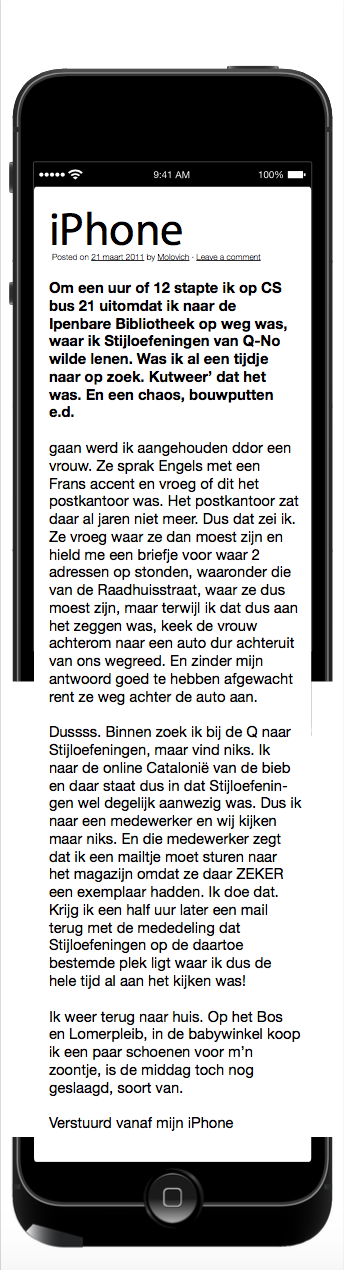 9:41 AM 100%
iPhone
Posted on 21 maart 2011 by Molovich · Leave a comment
Om een uur of 12 stapte ik op CS
bus 21 uitomdat ik naar de
Ipenbare Bibliotheek op weg was,
waar ik Stijloefeningen van Q-No
wilde lenen. Was ik al een tijdje
naar op zoek. Kutweer’ dat het
was. En een chaos, bouwputten
e.d.
gaan werd ik aangehouden ddor een
vrouw. Ze sprak Engels met een
Frans accent en vroeg of dit het
postkantoor was. Het postkantoor zat
daar al jaren niet meer. Dus dat zei ik.
Ze vroeg waar ze dan moest zijn en
hield me een briefje voor waar 2
adressen op stonden, waaronder die
van de Raadhuisstraat, waar ze dus
moest zijn, maar terwijl ik dat dus aan
het zeggen was, keek de vrouw
achterom naar een auto dur achteruit
van ons wegreed. En zinder mijn
antwoord goed te hebben afgewacht
rent ze weg achter de auto aan.
Dussss. Binnen zoek ik bij de Q naar
Stijloefeningen, maar vind niks. Ik
naar de online Catalonië van de bieb
en daar staat dus in dat Stijloefenin-
gen wel degelijk aanwezig was. Dus ik
naar een medewerker en wij kijken
maar niks. En die medewerker zegt
dat ik een mailtje moet sturen naar
het magazijn omdat ze daar ZEKER
een exemplaar hadden. Ik doe dat.
Krijg ik een half uur later een mail
terug met de mededeling dat
Stijloefeningen op de daartoe
bestemde plek ligt waar ik dus de
hele tijd al aan het kijken was!
Ik weer terug naar huis. Op het Bos
en Lomerpleib, in de babywinkel koop
ik een paar schoenen voor m’n
zoontje, is de middag toch nog
geslaagd, soort van.
Verstuurd vanaf mijn iPhone